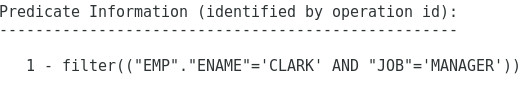 Predicate Information (identified by operation id):
---------------------------------------------------
1 - filter(("EMP"."ENAME"='CLARK' AND "JOB"='MANAGER'))